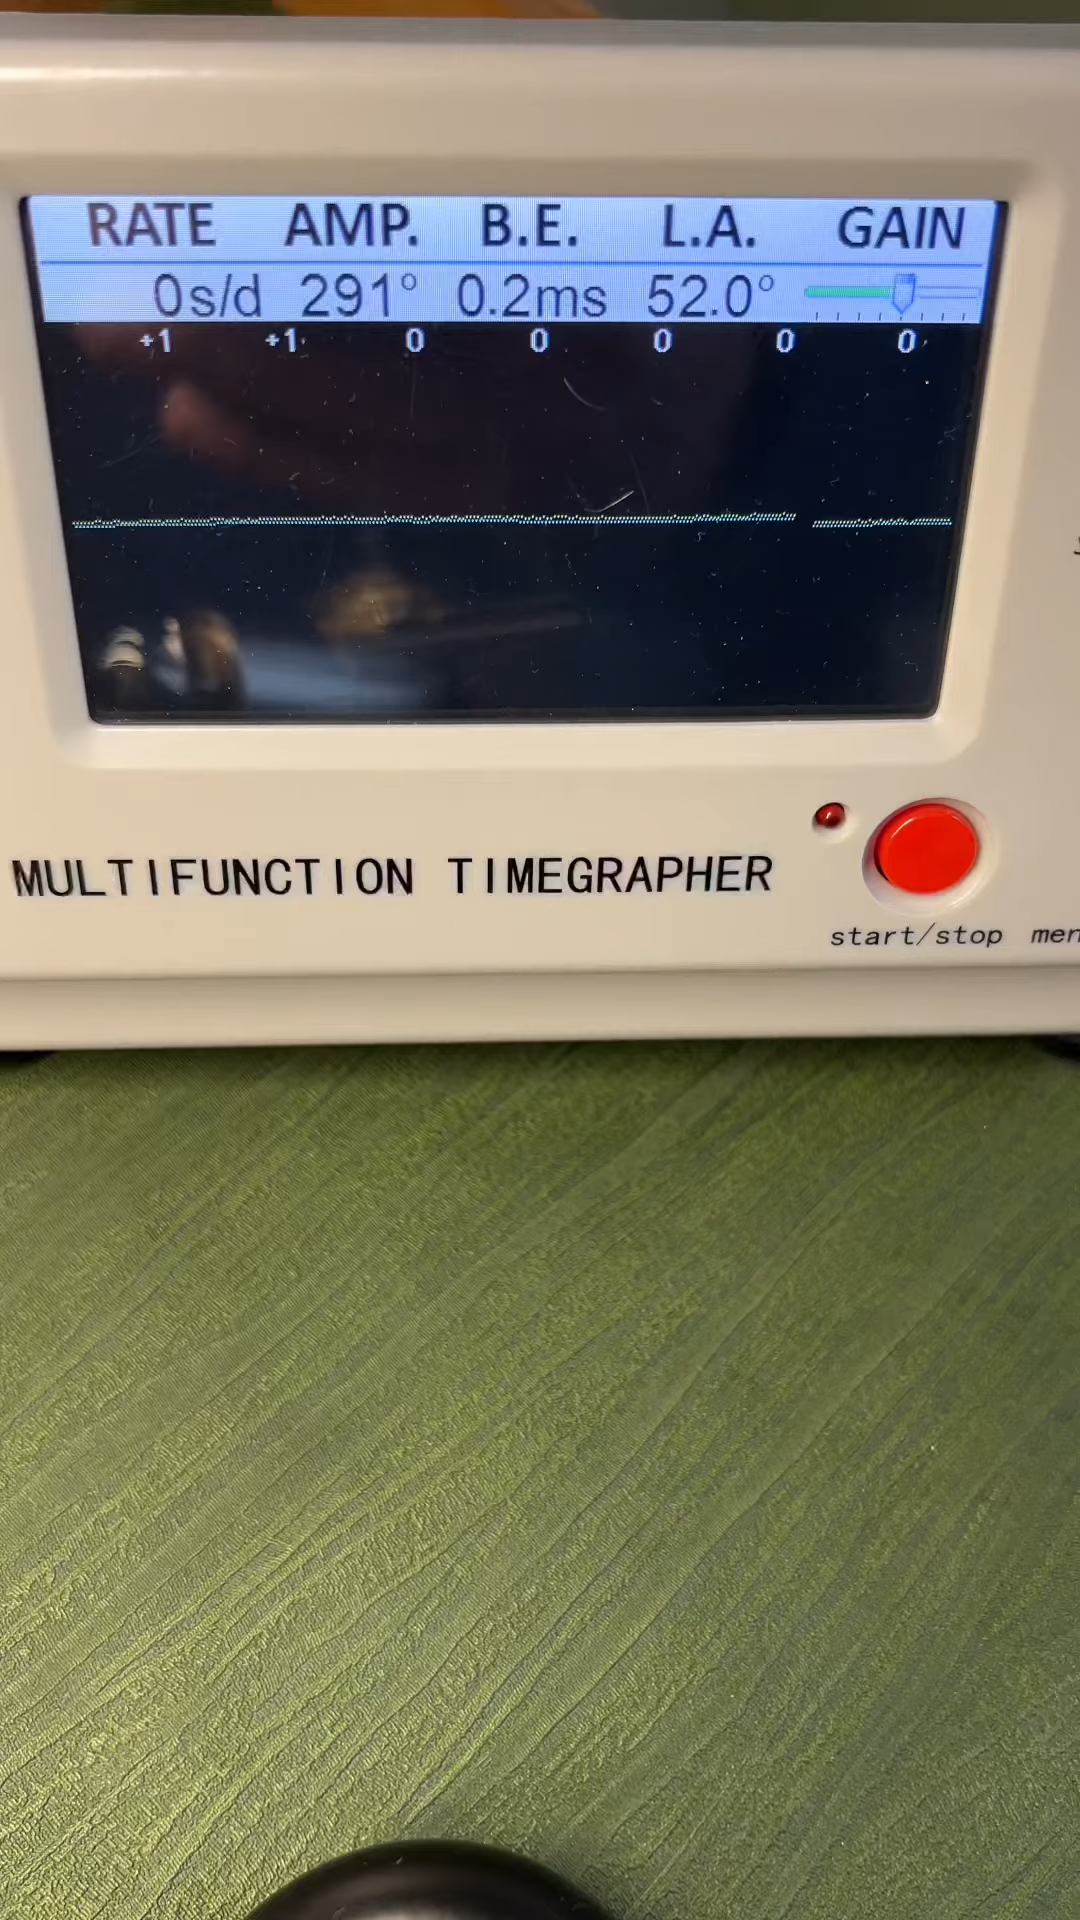 RATE AMP. B.E. L.A. GAIN
0s/d 291° 0.2ms 52.0°
+1 +1 0 0 0 0 0
MULTIFUNCTION TIMEGRAPHER
start/stop men